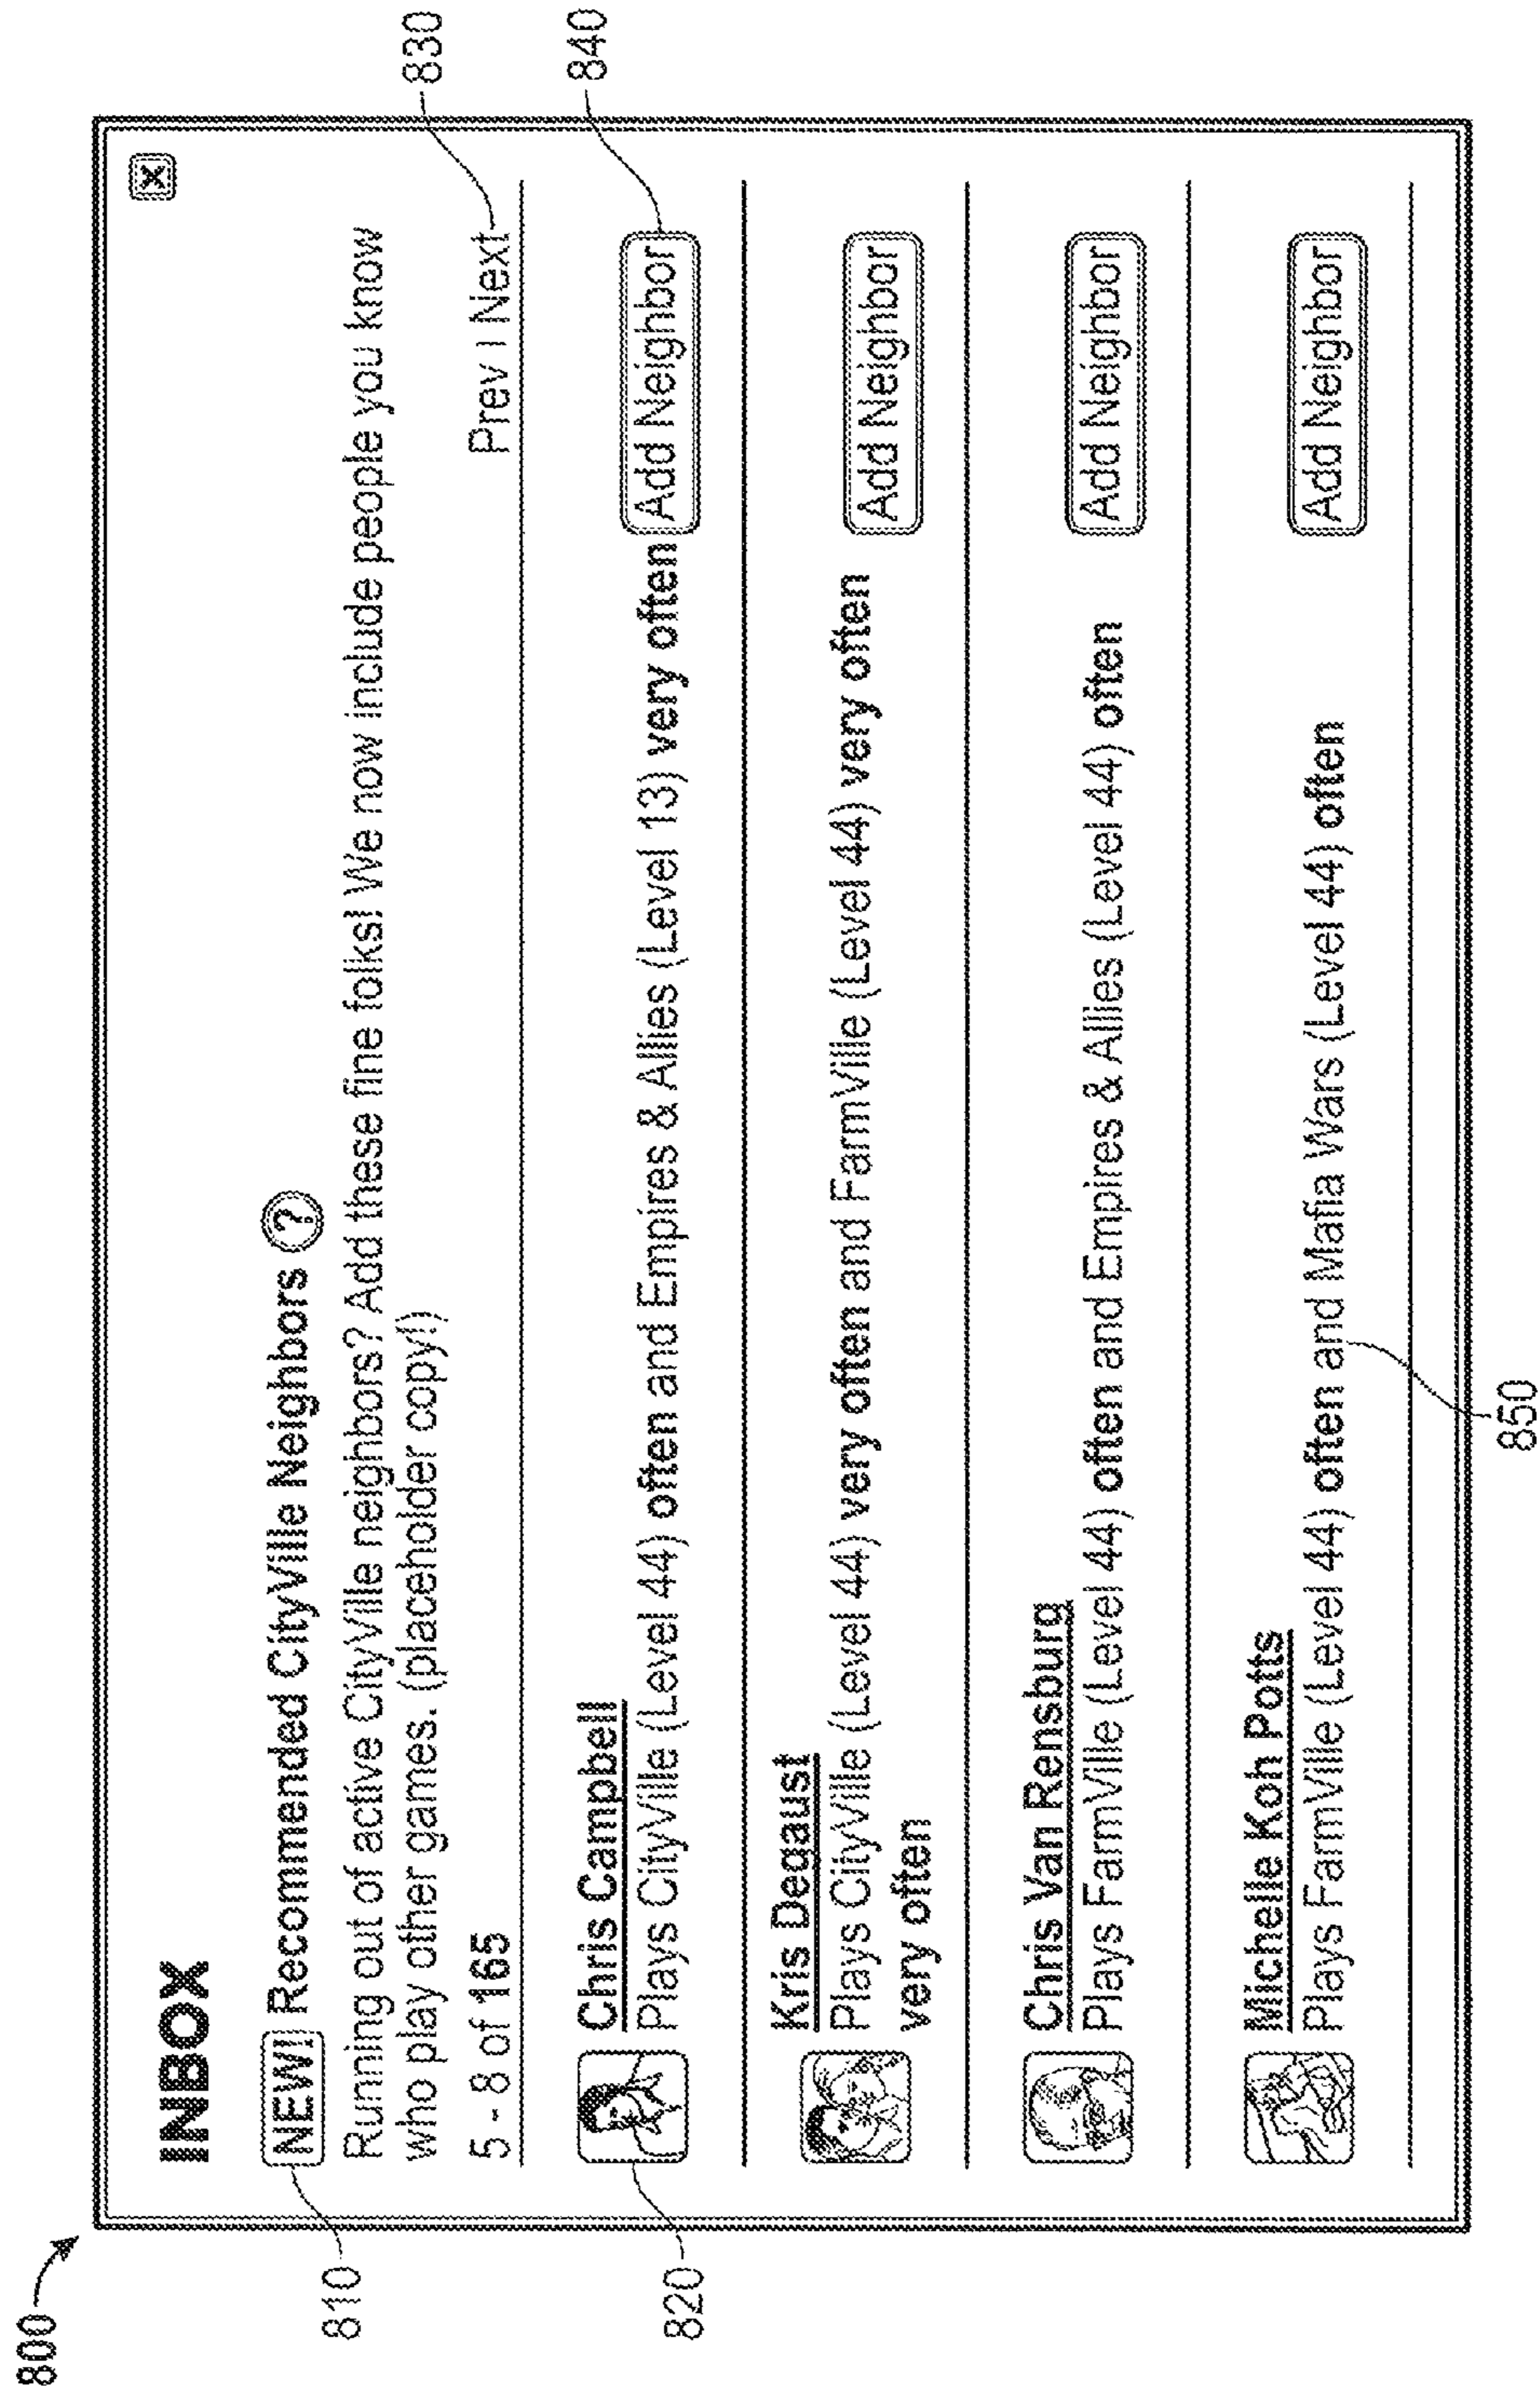 800
INBOX
810
NEW! Recommended CityVille Neighbors ?
Running out of active CityVille neighbors? Add these fine folks! We now include people you know
who play other games. (placeholder copy!)
5 - 8 of 165 Prev | Next
830
820
Chris Campbell
Plays CityVille (Level 44) often and Empires & Allies (Level 13) very often
Add Neighbor
840
Kris Degaust
Plays CityVille (Level 44) very often and FarmVille (Level 44) very often
very often
Add Neighbor
Chris Van Rensburg
Plays FarmVille (Level 44) often and Empires & Allies (Level 44) often
Add Neighbor
Michelle Koh Potts
Plays FarmVille (Level 44) often and Mafia Wars (Level 44) often
Add Neighbor
850
X